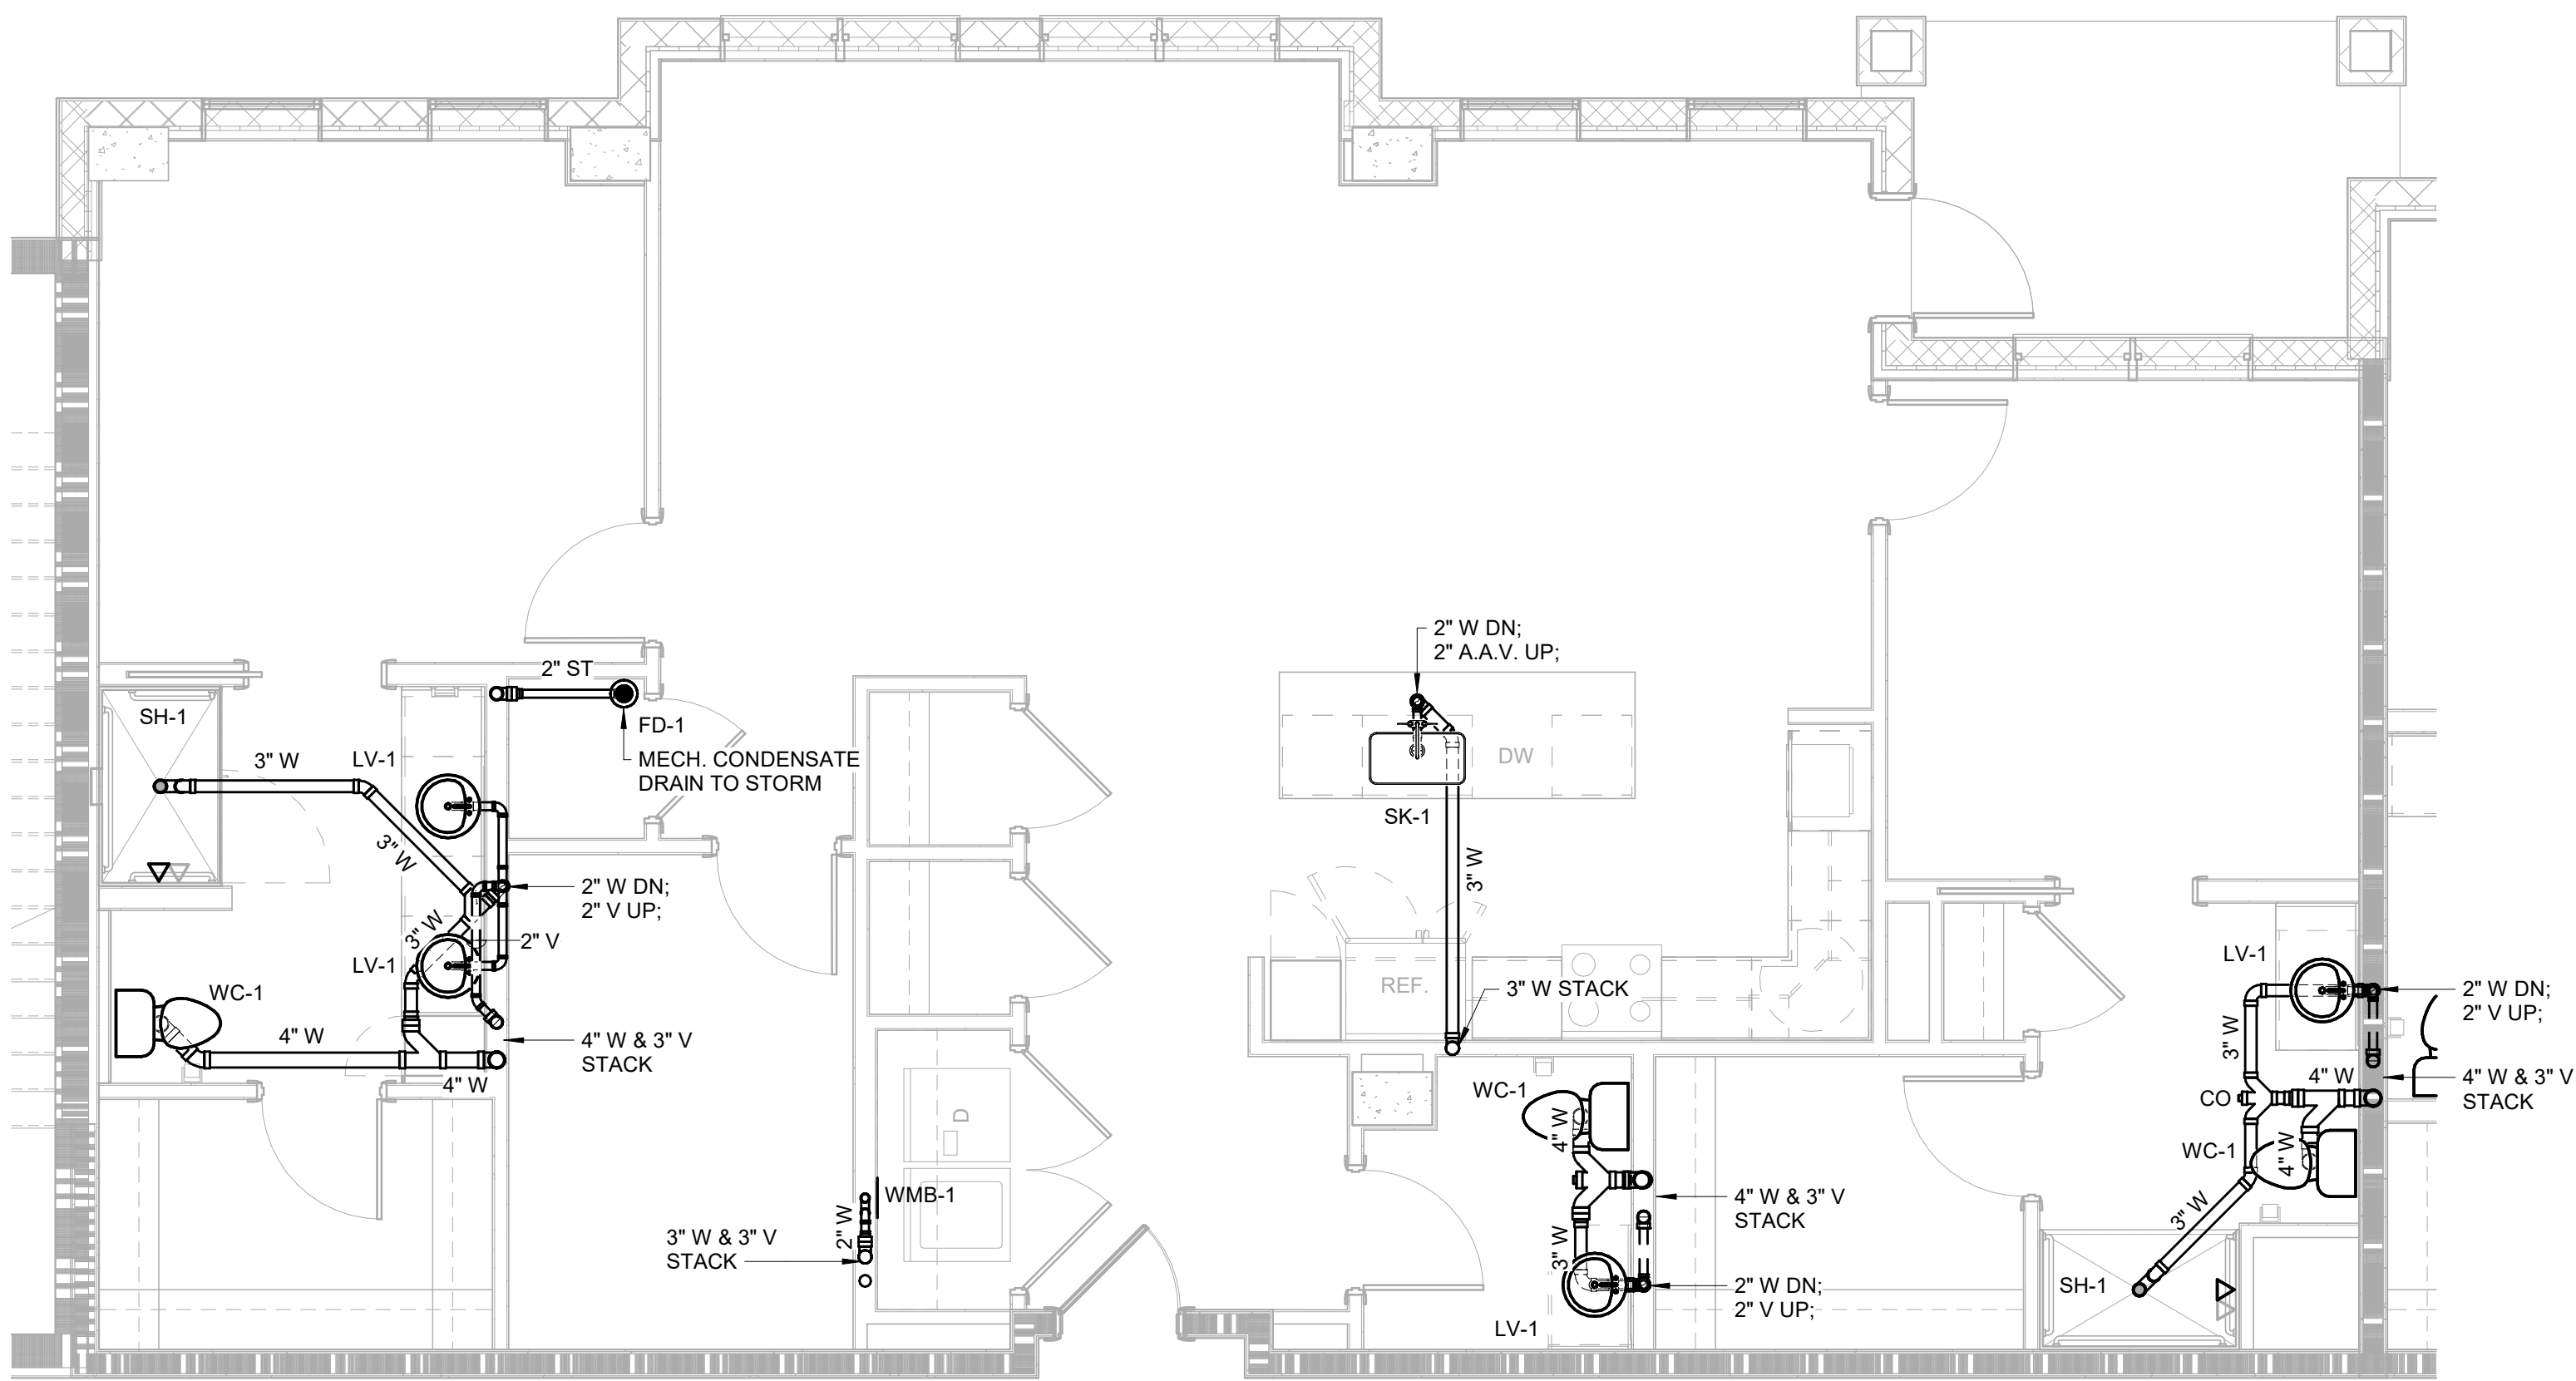 2" W DN;
2" A.A.V. UP;
2" ST
SH-1
FD-1
MECH. CONDENSATE
DRAIN TO STORM
3" W
LV-1
DW
SK-1
3" W
3" W
2" W DN;
2" V UP;
3" W
2" V
LV-1
WC-1
REF.
3" W STACK
LV-1
2" W DN;
2" V UP;
4" W
4" W & 3" V
STACK
4" W
3" W
4" W
4" W & 3" V
STACK
CO
WC-1
4" W
WC-1
4" W
D
WMB-1
2" W
3" W & 3" V
STACK
4" W & 3" V
STACK
3" W
3" W
2" W DN;
2" V UP;
LV-1
SH-1